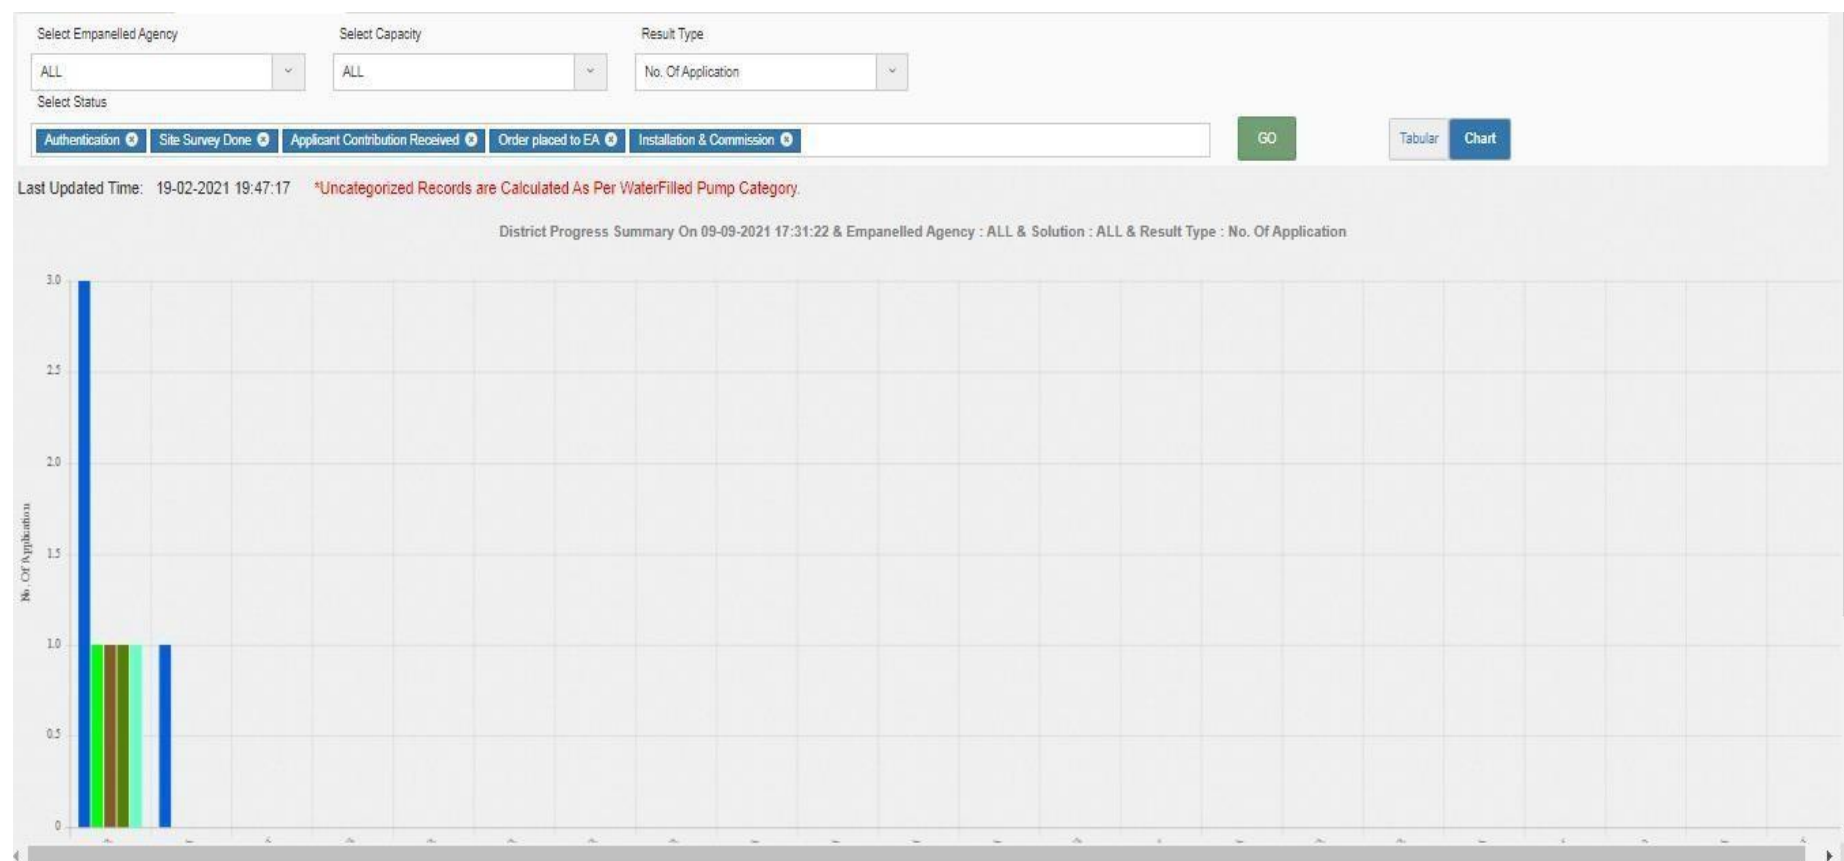 Select Empanelled Agency Select Capacity Result Type
ALL ALL No. Of Application
Select Status
Authentication Site Survey Done Applicant Contribution Received Order placed to EA Installation & Commission GO Tabular Chart
Last Updated Time: 19-02-2021 19:47:17 *Uncategorized Records are Calculated As Per WaterFilled Pump Category.
District Progress Summary On 09-09-2021 17:31:22 & Empanelled Agency : ALL & Solution : ALL & Result Type : No. Of Application
3.0
2.5
2.0
No. Of Application
1.5
1.0
0.5
0